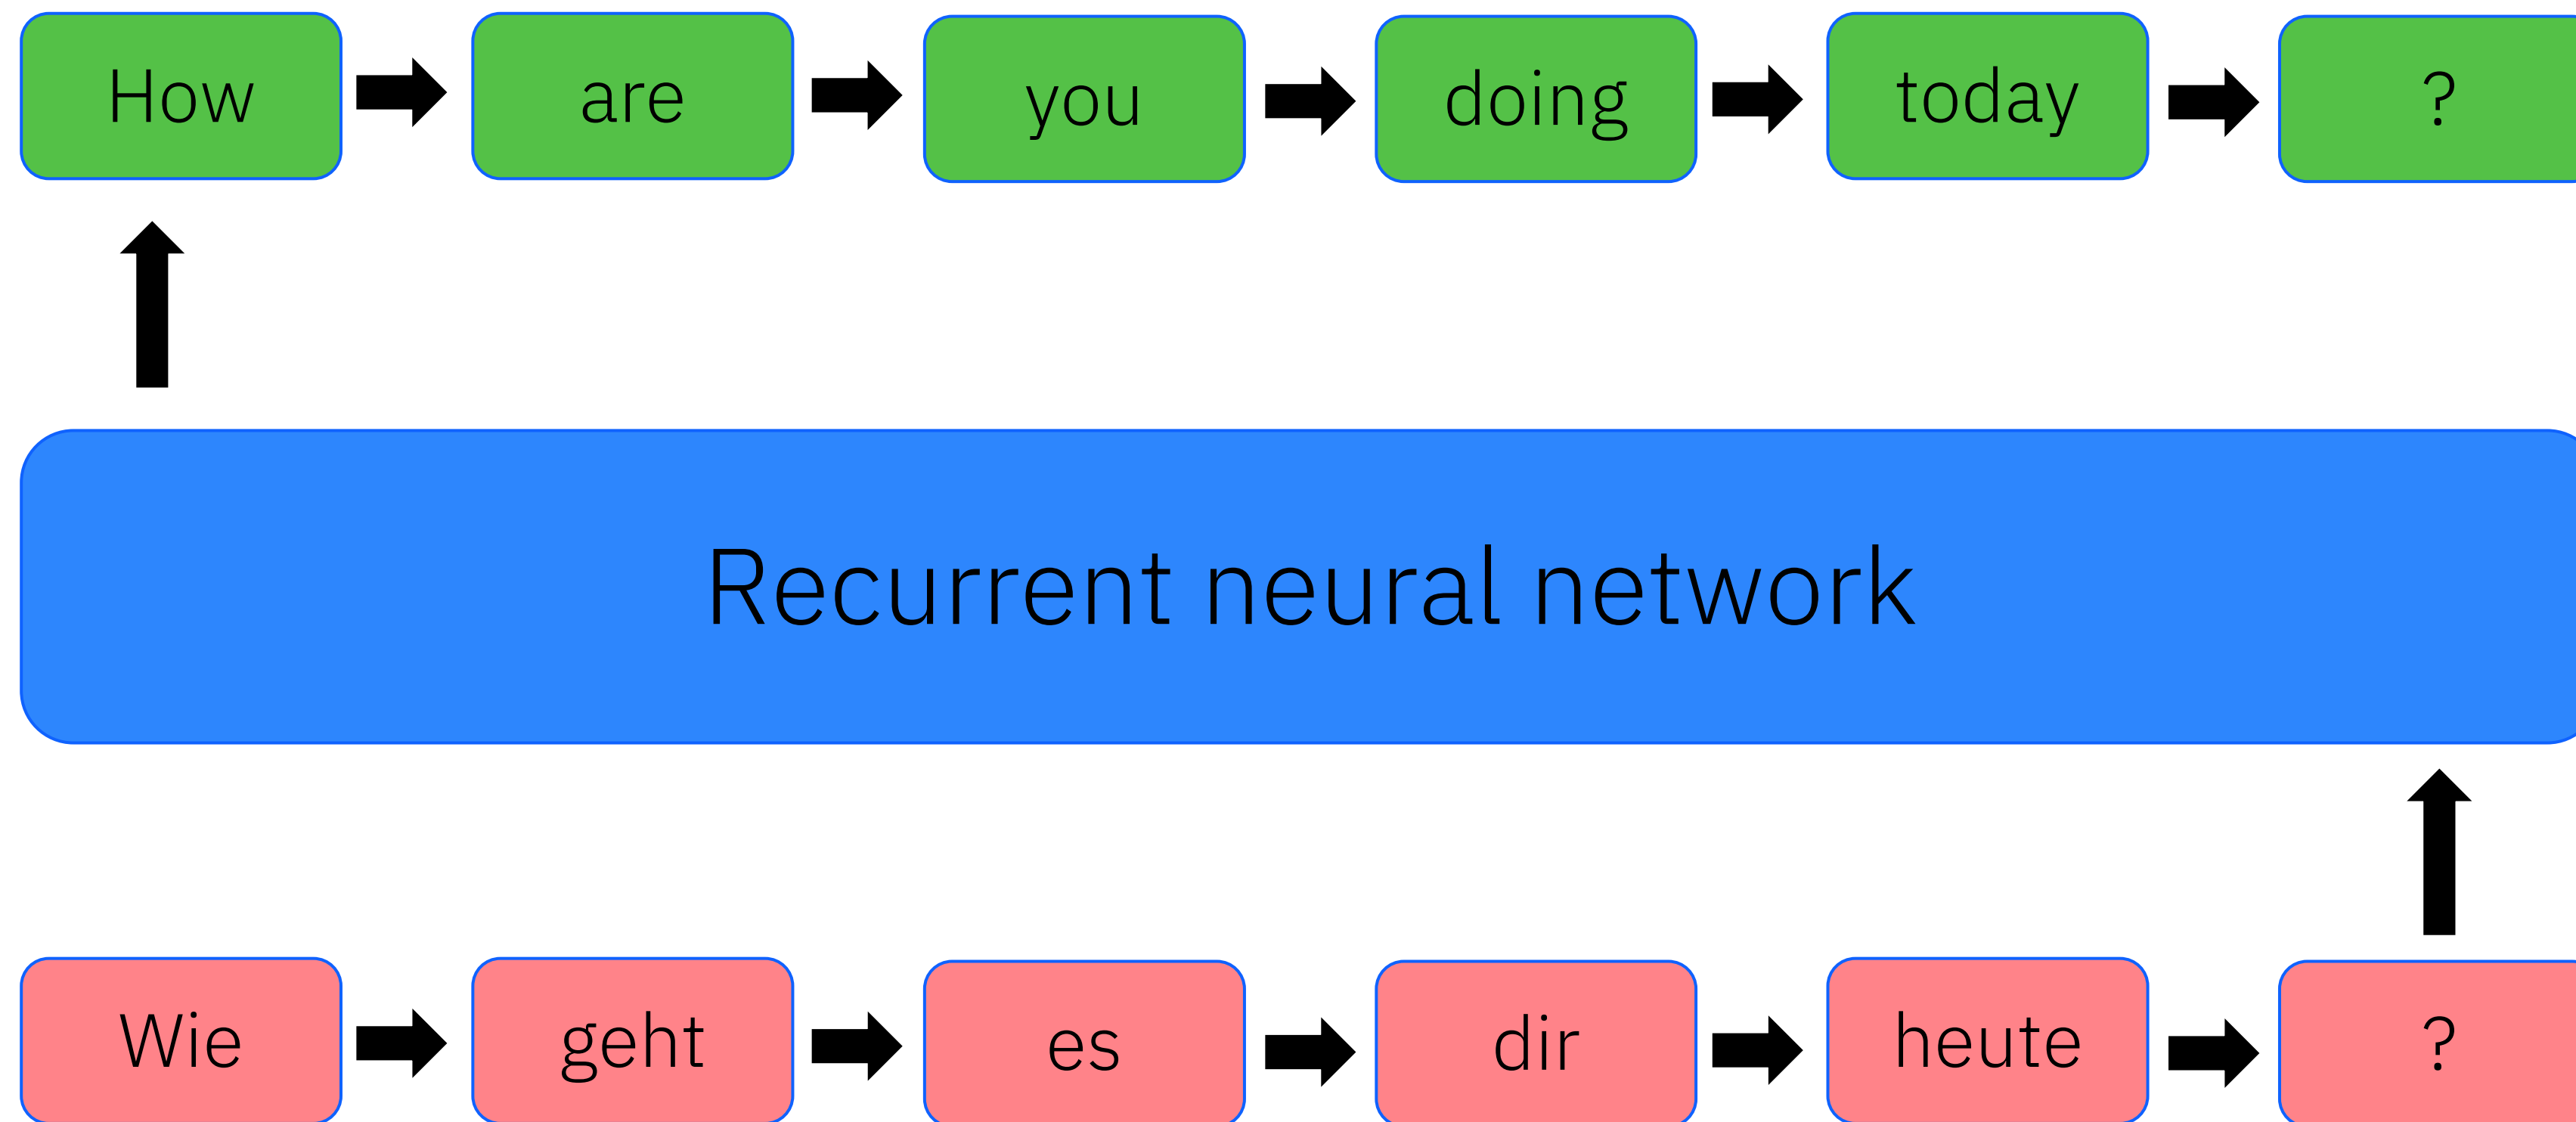 How are you doing today ?
Recurrent neural network
Wie geht es dir heute ?